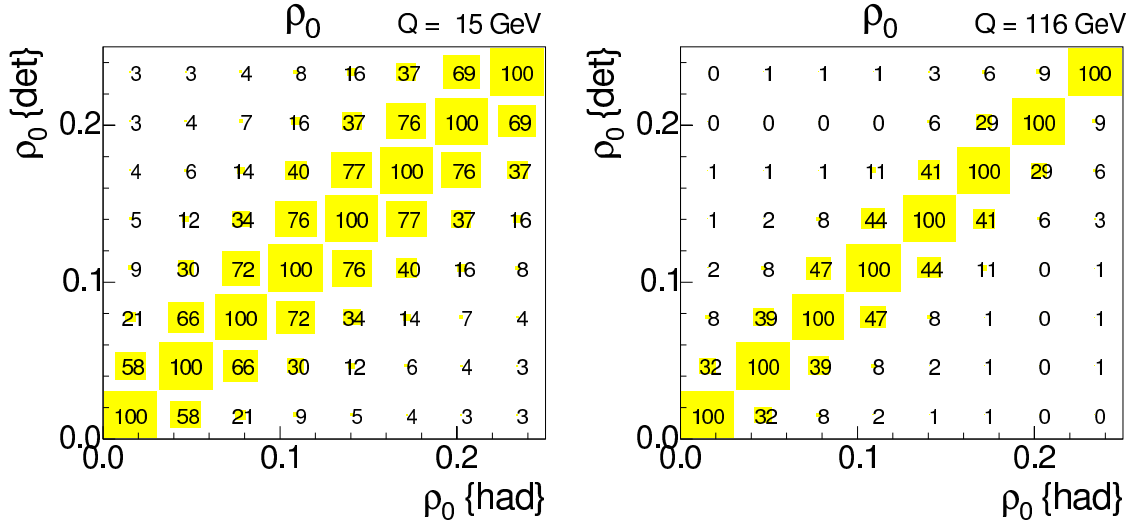 ρ0 Q = 15 GeV
ρ0 {det}
3 3 4 8 16 37 69 100
0.2 3 4 7 16 37 76 100 69
4 6 14 40 77 100 76 37
5 12 34 76 100 77 37 16
0.1 9 30 72 100 76 40 16 8
21 66 100 72 34 14 7 4
58 100 66 30 12 6 4 3
0.0 100 58 21 9 5 4 3 3
0.0 0.1 0.2
ρ0 {had}
ρ0 Q = 116 GeV
ρ0 {det}
0 1 1 1 3 6 9 100
0.2 0 0 0 0 6 29 100 9
1 1 1 11 41 100 29 6
1 2 8 44 100 41 6 3
0.1 2 8 47 100 44 11 0 1
8 39 100 47 8 1 0 1
32 100 39 8 2 1 0 1
0.0 100 32 8 2 1 1 0 0
0.0 0.1 0.2
ρ0 {had}